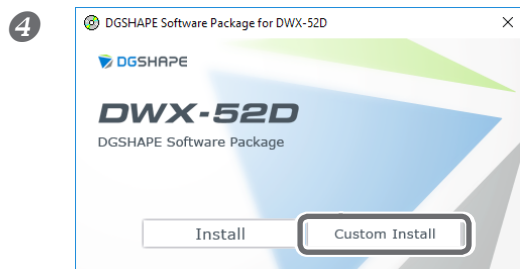 4
DGSHAPE Software Package for DWX-52D
DGSHAPE
DWX-52D
DGSHAPE Software Package
Install
Custom Install